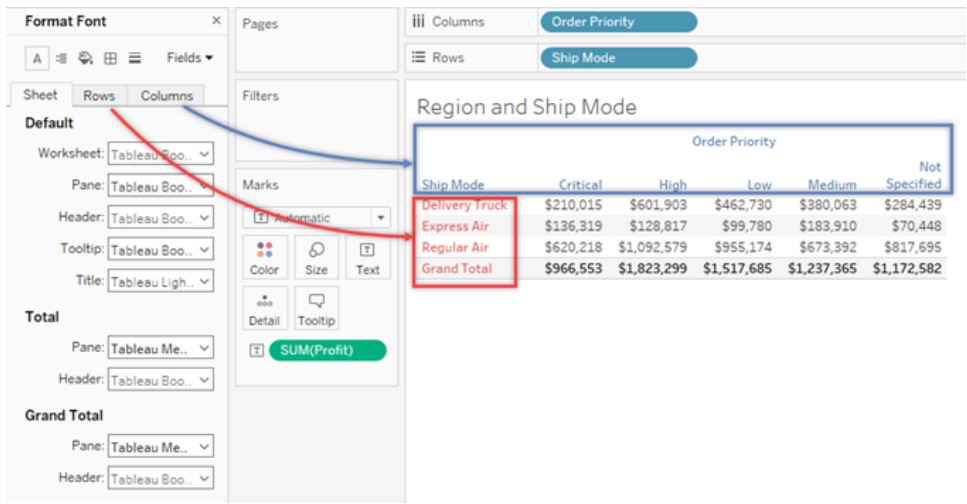 Format Font ×
A Fields
Sheet Rows Columns
Default
Worksheet: Tableau Boo..
Pane: Tableau Boo..
Header: Tableau Boo..
Tooltip: Tableau Boo..
Title: Tableau Ligh..
Total
Pane: Tableau Me..
Header: Tableau Boo..
Grand Total
Pane: Tableau Me..
Header: Tableau Boo..
Pages
Filters
Marks
T Automatic
Color Size Text
Detail Tooltip
T SUM(Profit)
Columns Order Priority
Rows Ship Mode
Region and Ship Mode
Order Priority
Not
Ship Mode Critical High Low Medium Specified
Delivery Truck $210,015 $601,903 $462,730 $380,063 $284,439
Express Air $136,319 $128,817 $99,780 $183,910 $70,448
Regular Air $620,218 $1,092,579 $955,174 $673,392 $817,695
Grand Total $966,553 $1,823,299 $1,517,685 $1,237,365 $1,172,582